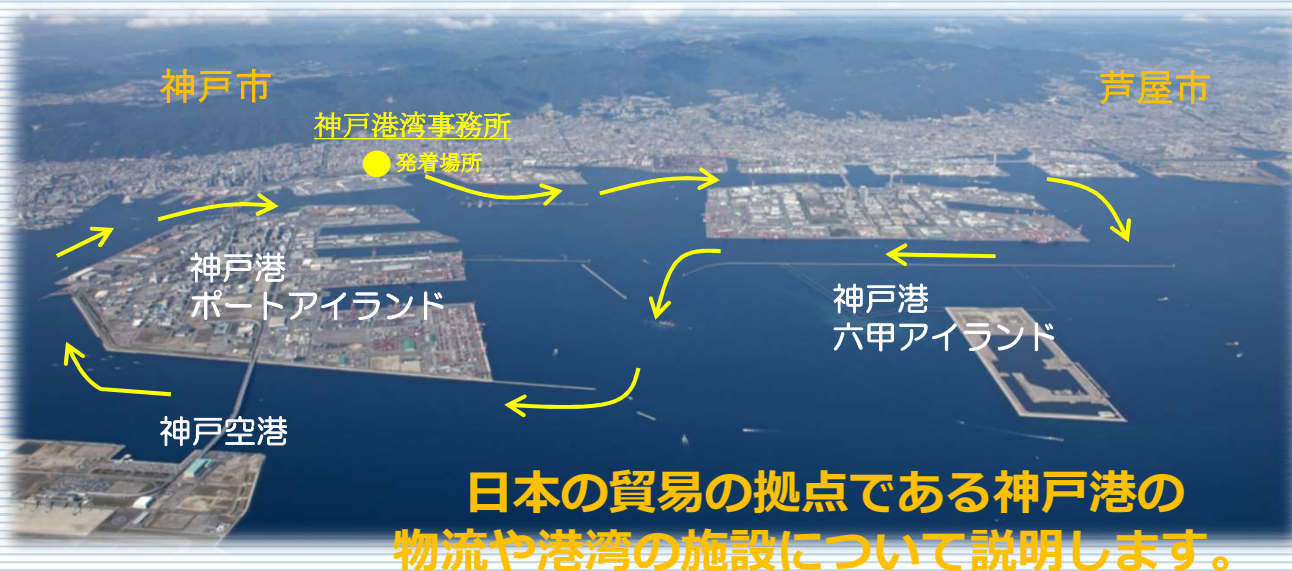 神戸市
芦屋市
神戸港湾事務所
発着場所
神戸港
ポートアイランド
神戸港
六甲アイランド
神戸空港
日本の貿易の拠点である神戸港の
物流や港湾の施設について説明します。